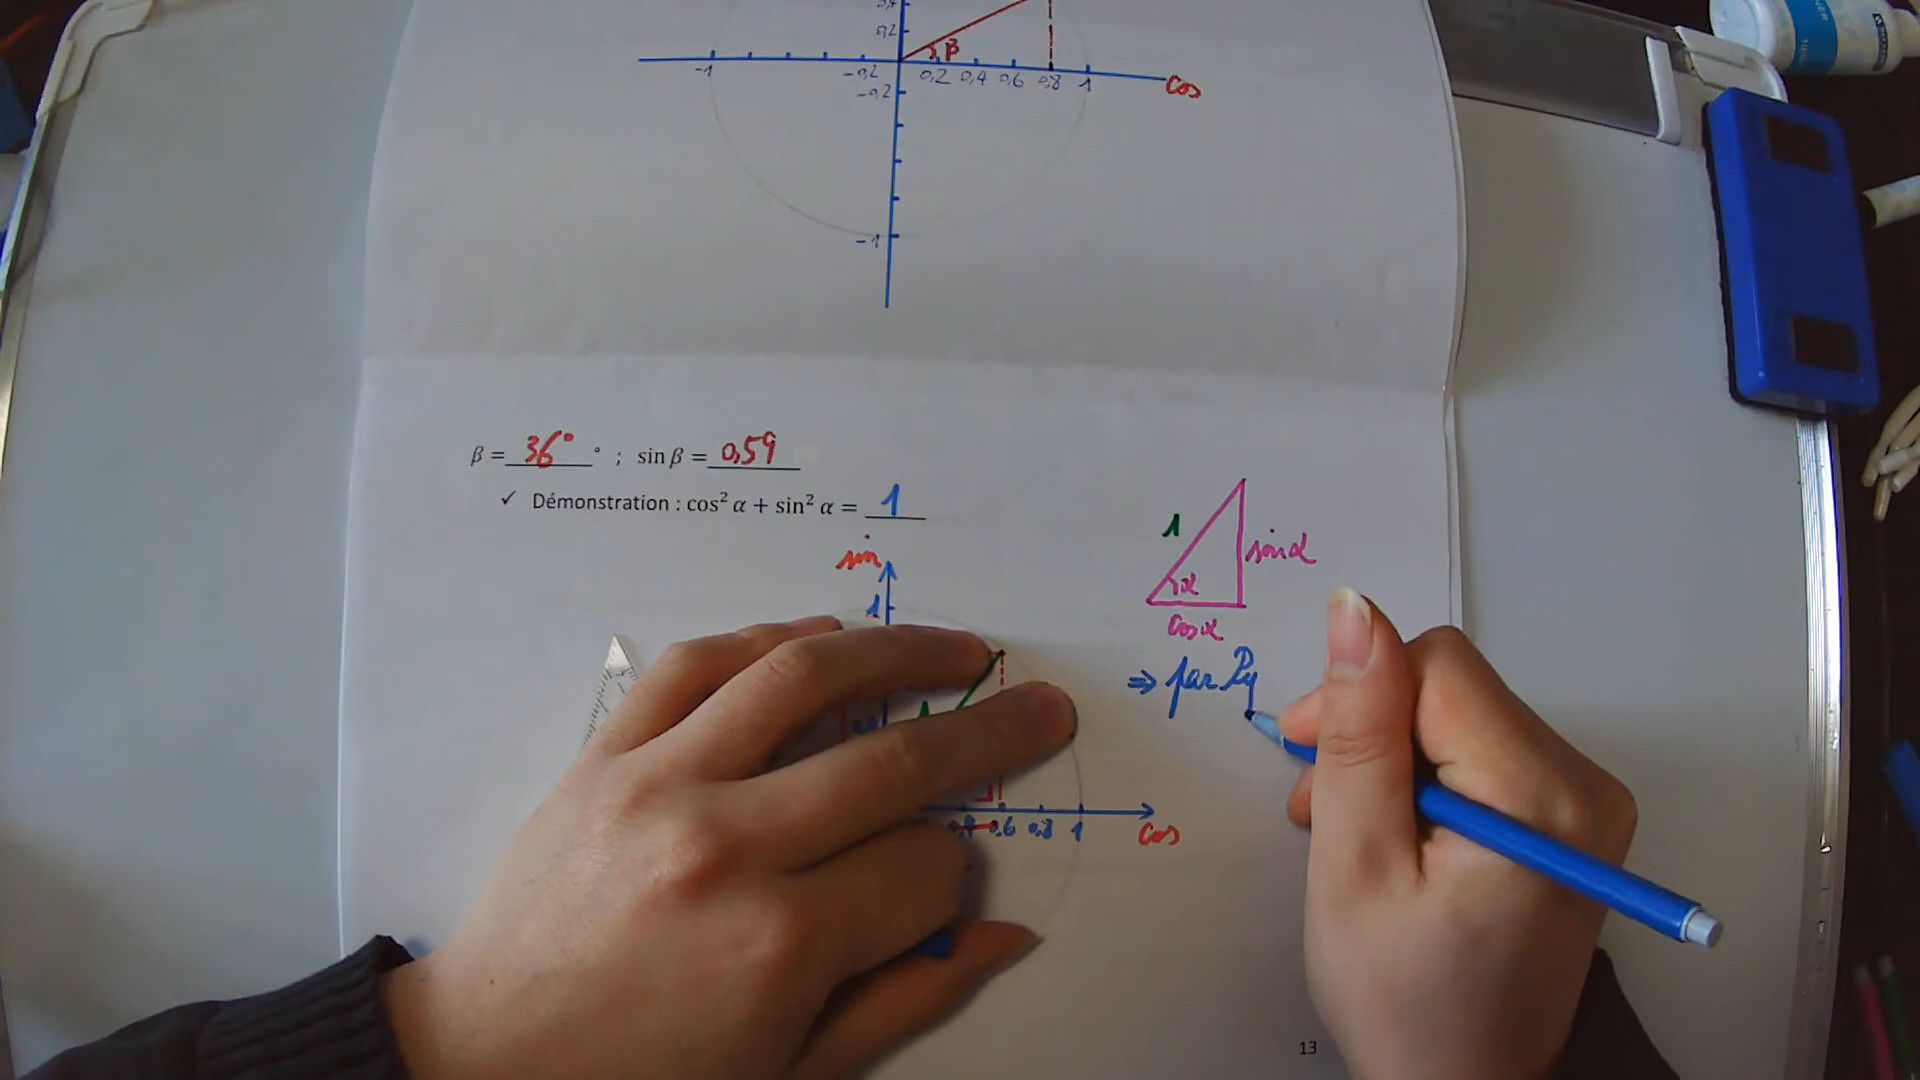 0,2
β
-1 -0,2 0,2 0,4 0,6 0,8 1
cos
-0,2
-1
β = 36° ° ; sin β = 0,59
✓ Démonstration : cos² α + sin² α = 1
sin
1
1
sin α
α
cos α
⇒ par Py
0,6 0,8 1
cos
13